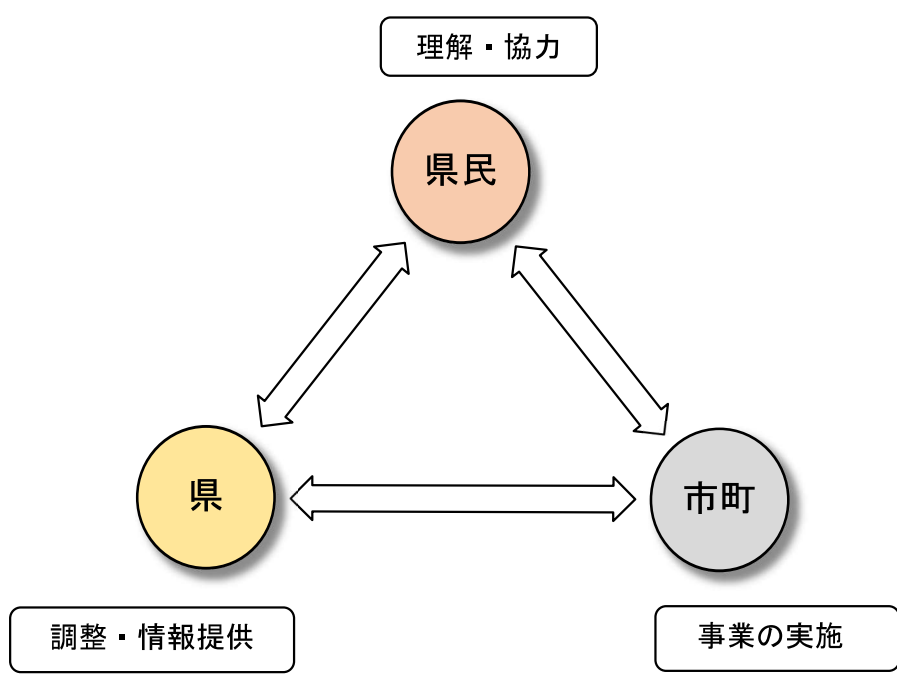 理解・協力
県民
県
市町
調整・情報提供
事業の実施